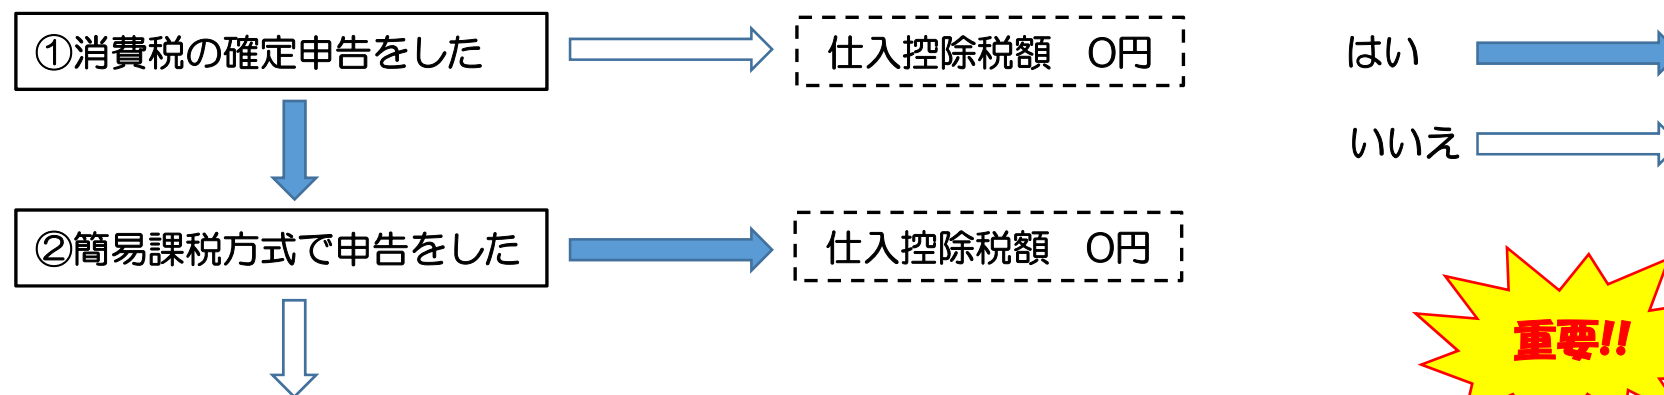 ①消費税の確定申告をした
仕入控除税額　0円
はい
いいえ
②簡易課税方式で申告をした
仕入控除税額　0円
重要!!